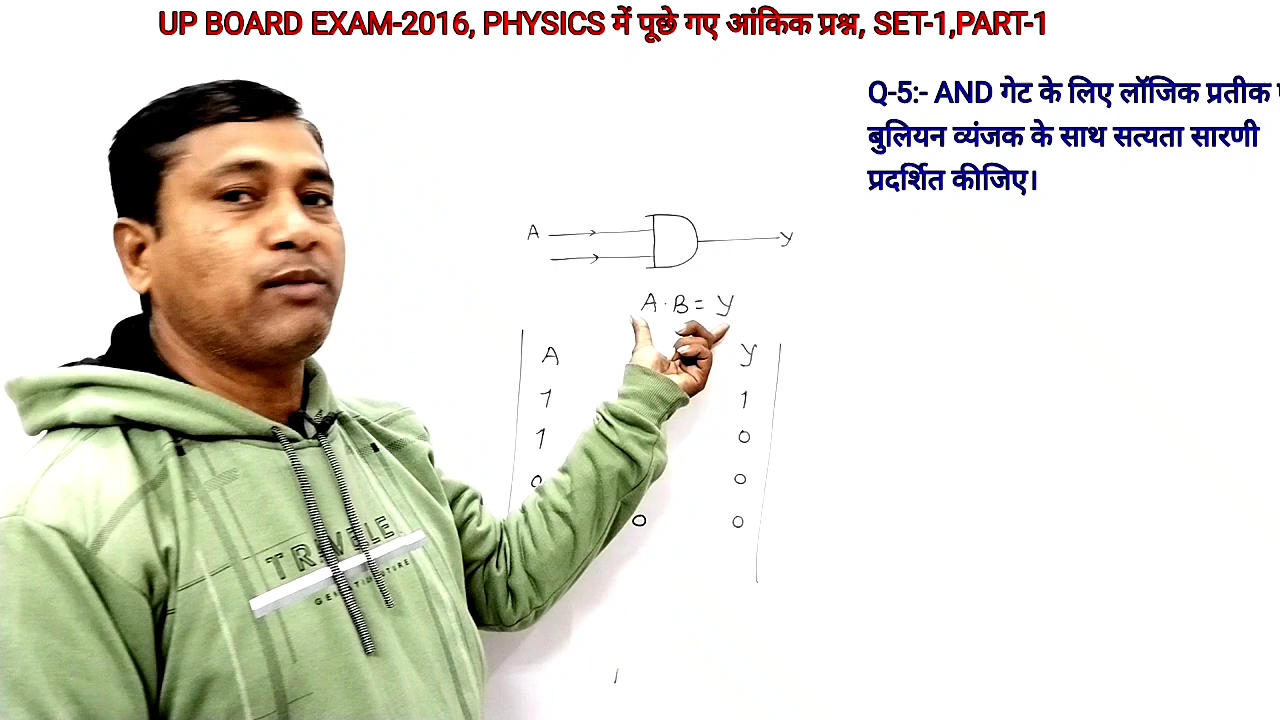 UP BOARD EXAM-2016, PHYSICS में पूछे गए आंकिक प्रश्न, SET-1,PART-1
Q-5:- AND गेट के लिए लॉजिक प्रतीक
बुलियन व्यंजक के साथ सत्यता सारणी
प्रदर्शित कीजिए।
A
Y
A . B = Y
A Y
1 1
1 0
0 0
0 0
TRAVELE